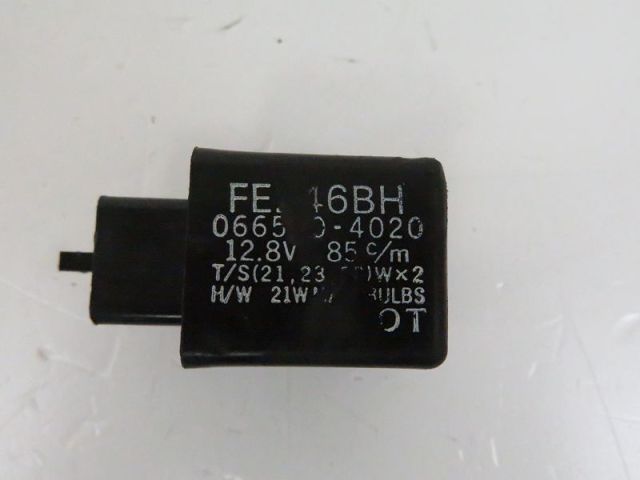 FE. 46BH
0665 0-4020
12.8V 85 c/m
T/S(21,23 )W×2
H/W 21W BULBS
OT